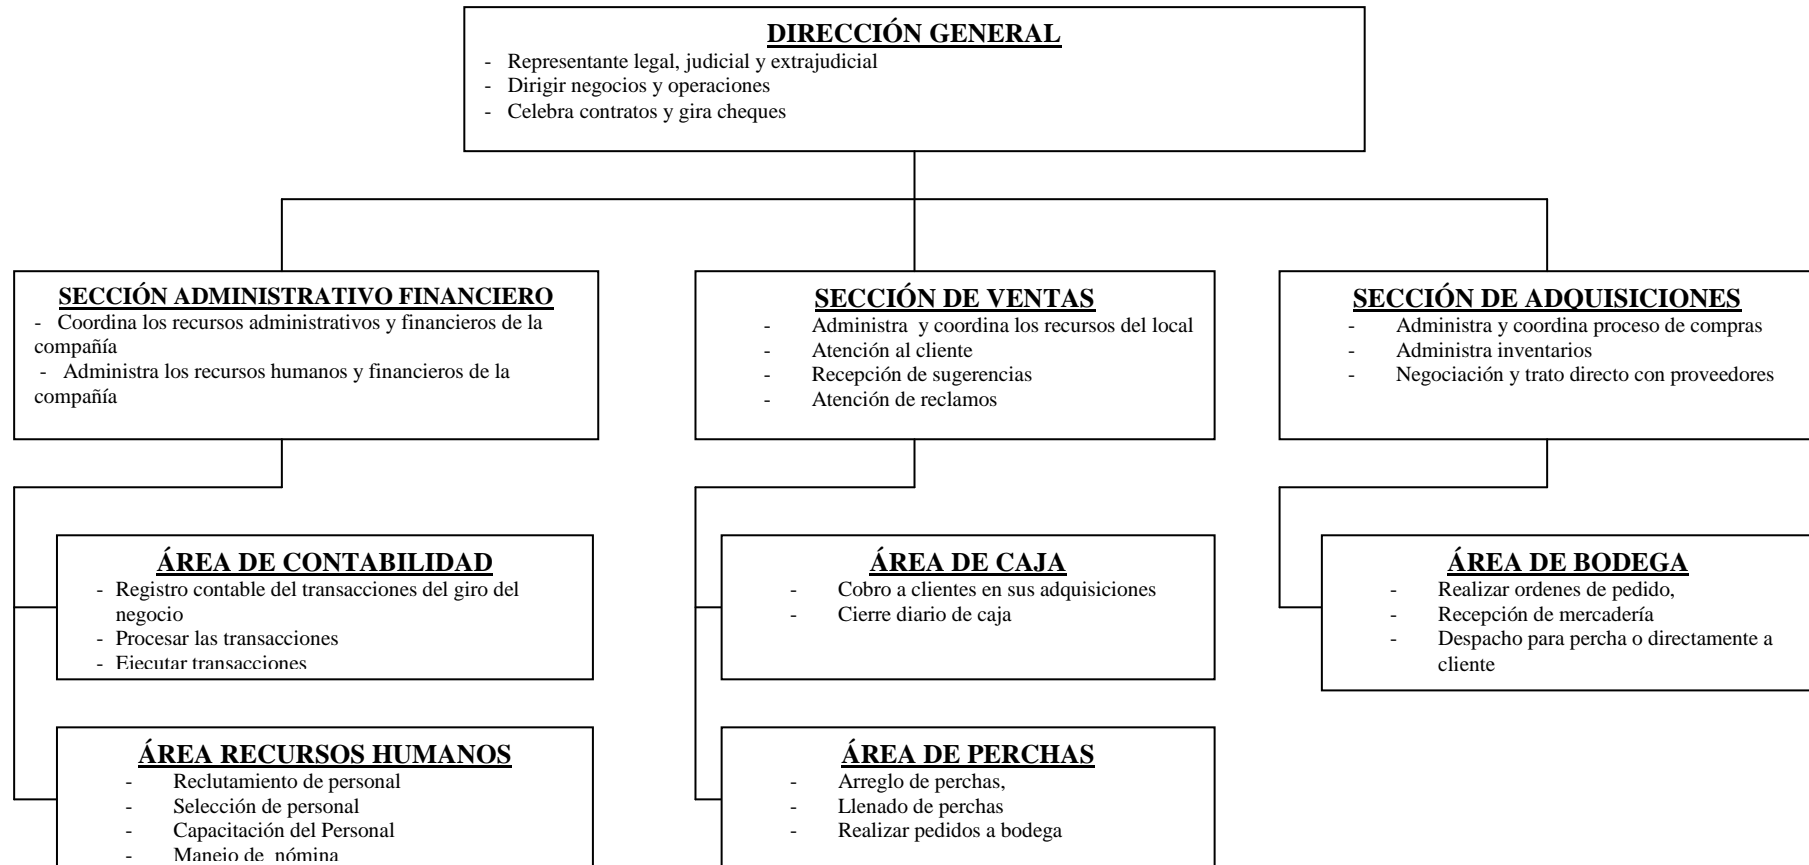 DIRECCIÓN GENERAL
- Representante legal, judicial y extrajudicial
- Dirigir negocios y operaciones
- Celebra contratos y gira cheques
SECCIÓN ADMINISTRATIVO FINANCIERO
- Coordina los recursos administrativos y financieros de la
compañía
- Administra los recursos humanos y financieros de la
compañía
SECCIÓN DE VENTAS
- Administra y coordina los recursos del local
- Atención al cliente
- Recepción de sugerencias
- Atención de reclamos
SECCIÓN DE ADQUISICIONES
- Administra y coordina proceso de compras
- Administra inventarios
- Negociación y trato directo con proveedores
ÁREA DE CONTABILIDAD
- Registro contable del transacciones del giro del
negocio
- Procesar las transacciones
- Ejecutar transacciones
ÁREA DE CAJA
- Cobro a clientes en sus adquisiciones
- Cierre diario de caja
ÁREA DE BODEGA
- Realizar ordenes de pedido,
- Recepción de mercadería
- Despacho para percha o directamente a
cliente
ÁREA RECURSOS HUMANOS
- Reclutamiento de personal
- Selección de personal
- Capacitación del Personal
- Manejo de nómina
ÁREA DE PERCHAS
- Arreglo de perchas,
- Llenado de perchas
- Realizar pedidos a bodega